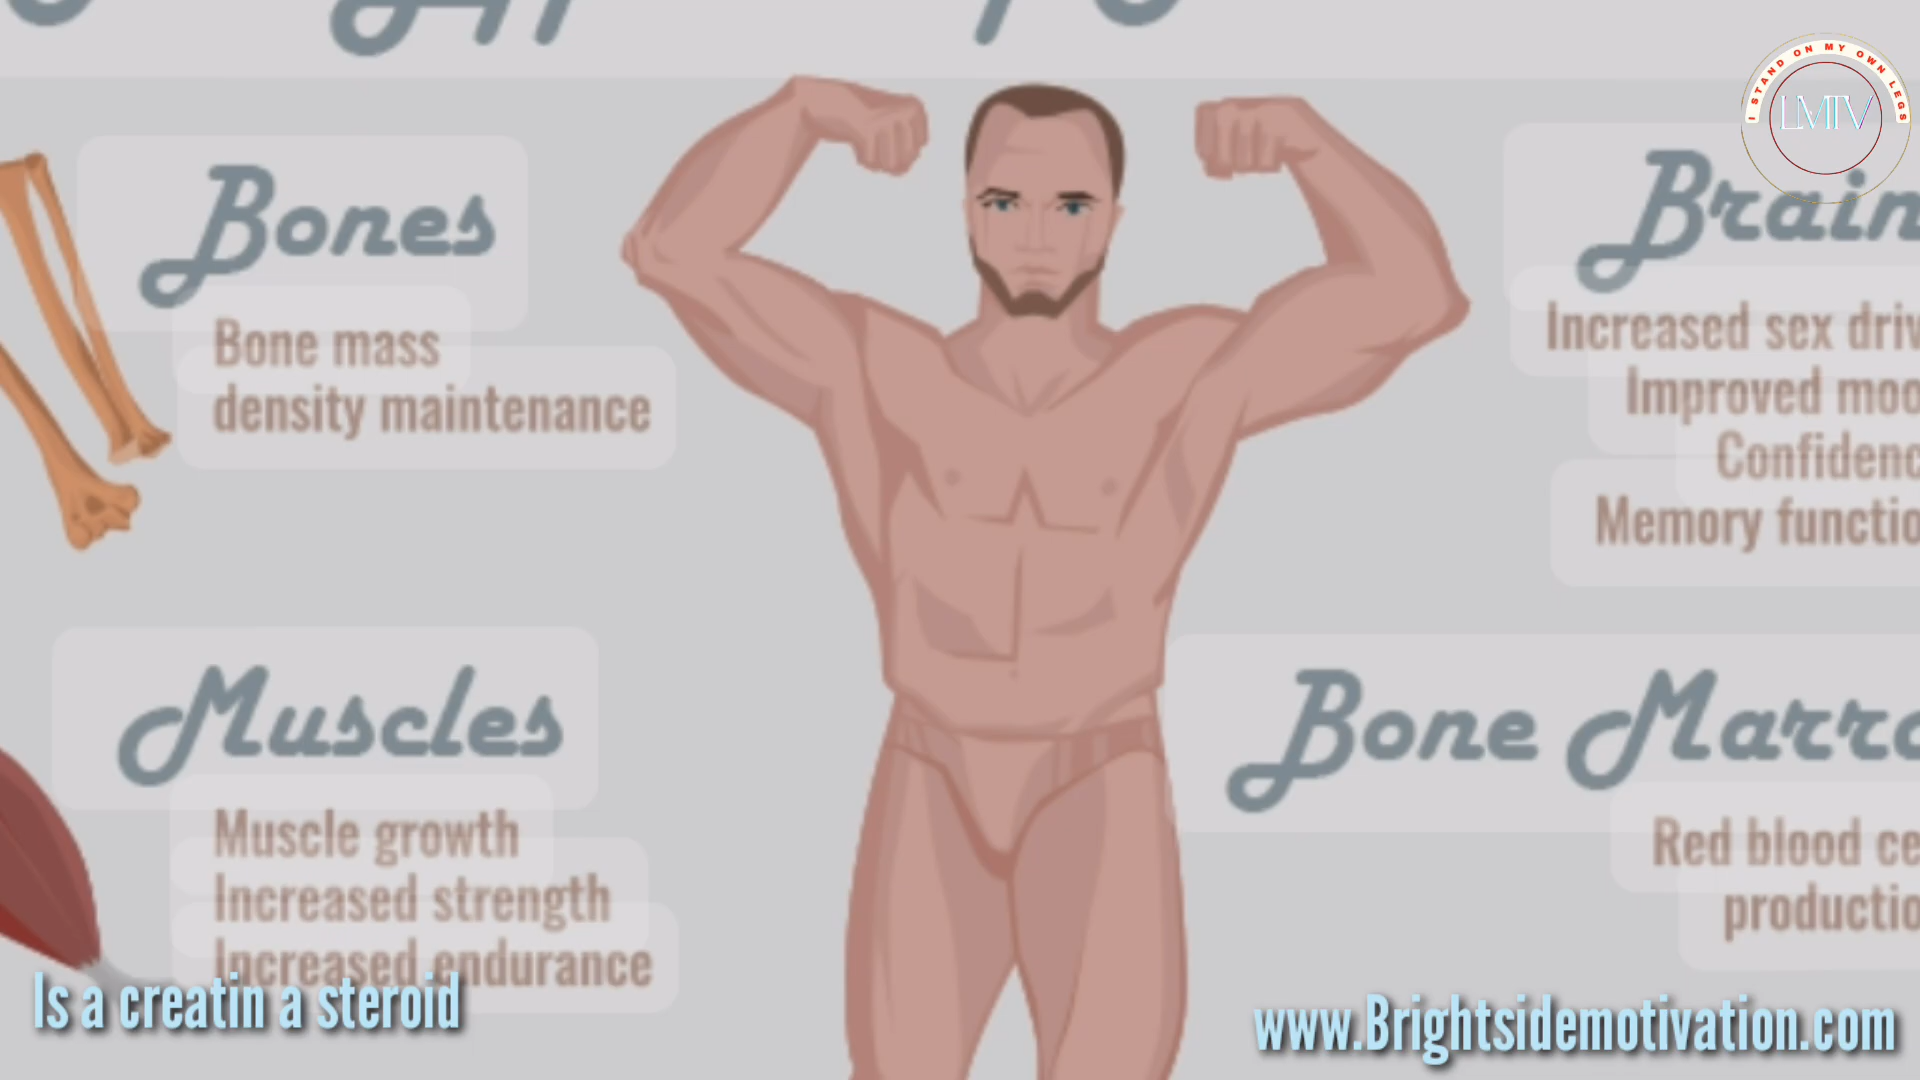 I STAND ON MY OWN LEGS
LMTV
Bones
Bone mass
density maintenance
Brain
Increased sex driv
Improved moo
Confidenc
Memory functio
Muscles
Muscle growth
Increased strength
Increased endurance
Bone Marro
Red blood ce
productio
Is a creatin a steroid
www.Brightsidemotivation.com